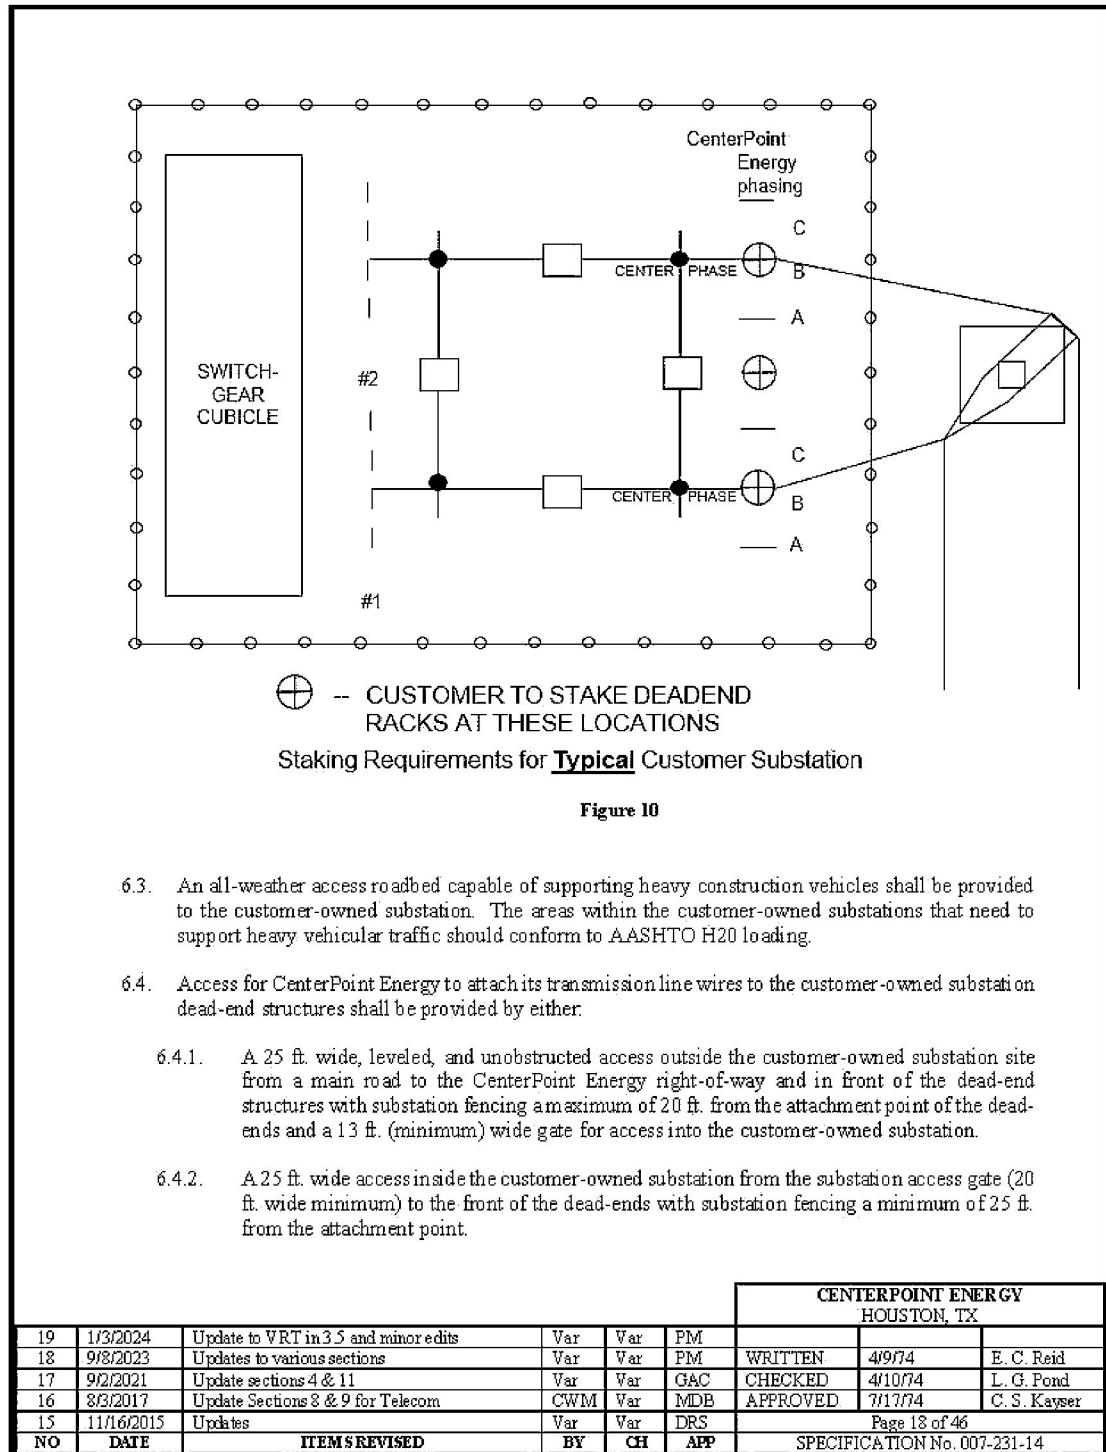 CenterPoint
Energy
phasing
C
CENTER PHASE
B
A
SWITCH-
GEAR
CUBICLE
#2
C
CENTER PHASE
B
A
#1
-- CUSTOMER TO STAKE DEADEND
RACKS AT THESE LOCATIONS
Staking Requirements for Typical Customer Substation
Figure 10
6.3. An all-weather access roadbed capable of supporting heavy construction vehicles shall be provided
to the customer-owned substation. The areas within the customer-owned substations that need to
support heavy vehicular traffic should conform to AASHTO H20 loading.
6.4. Access for CenterPoint Energy to attach its transmission line wires to the customer-owned substation
dead-end structures shall be provided by either:
6.4.1. A 25 ft. wide, leveled, and unobstructed access outside the customer-owned substation site
from a main road to the CenterPoint Energy right-of-way and in front of the dead-end
structures with substation fencing a maximum of 20 ft. from the attachment point of the dead-
ends and a 13 ft. (minimum) wide gate for access into the customer-owned substation.
6.4.2. A 25 ft. wide access inside the customer-owned substation from the substation access gate (20
ft. wide minimum) to the front of the dead-ends with substation fencing a minimum of 25 ft.
from the attachment point.
CENTERPOINT ENERGY
HOUSTON, TX
19 1/3/2024 Update to VRT in 3.5 and minor edits Var Var PM
18 9/8/2023 Updates to various sections Var Var PM WRITTEN 4/9/74 E. C. Reid
17 9/2/2021 Update sections 4 & 11 Var Var GAC CHECKED 4/10/74 L. G. Pond
16 8/3/2017 Update Sections 8 & 9 for Telecom CWM Var MDB APPROVED 7/17/74 C. S. Kayser
15 11/16/2015 Updates Var Var DRS Page 18 of 46
NO DATE ITEMS REVISED BY CH APP SPECIFICATION No. 007-231-14